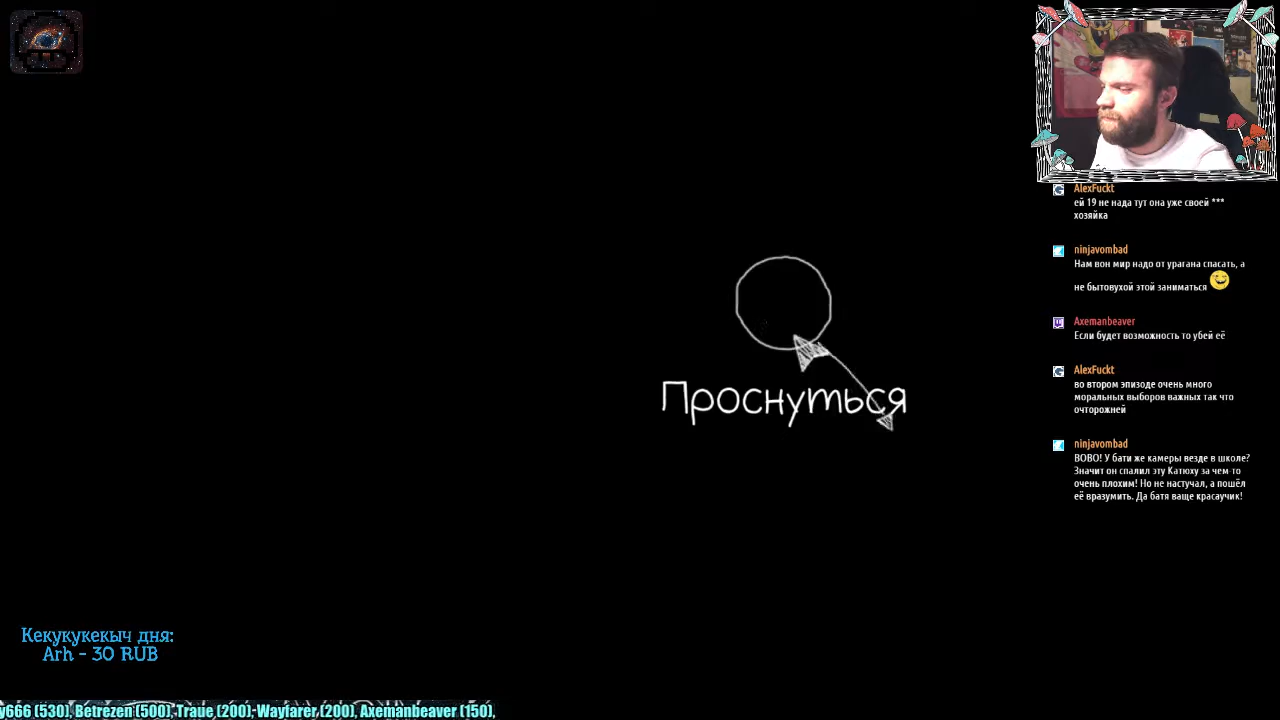 AlexFuckt
ей 19 не нада тут она уже своей ***
хозяйка
ninjavombad
Нам вон мир надо от урагана спасать, а
не бытовухой этой заниматься
Axemanbeaver
Если будет возможность то убей её
AlexFuckt
во втором эпизоде очень много
моральных выборов важных так что
очторожней
ninjavombad
ВОВО! У бати же камеры везде в школе?
Значит он спалил эту Катюху за чем-то
очень плохим! Но не настучал, а пошёл
её вразумить. Да батя ваще красаучик!
Проснуться
Кекукукекыч дня:
Arh - 30 RUB
y666 (530), Betrezen (500), Traue (200), Wayfarer (200), Axemanbeaver (150),